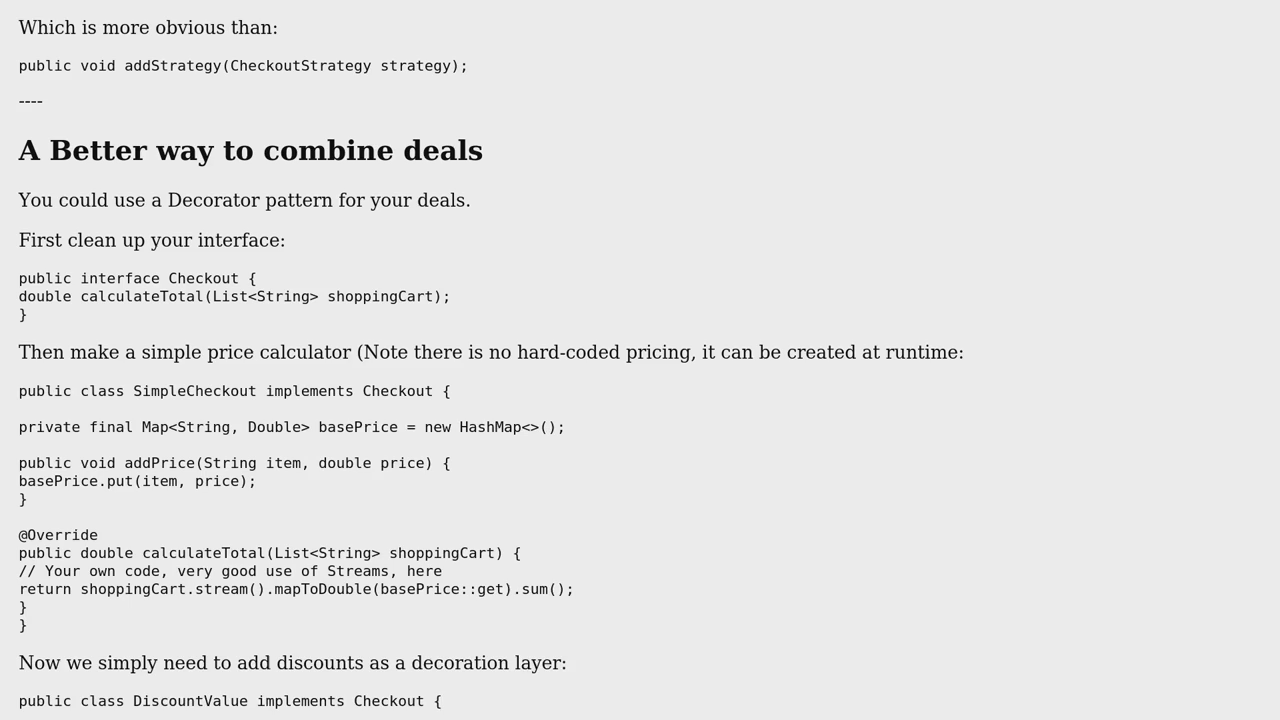 Which is more obvious than:
public void addStrategy(CheckoutStrategy strategy);
----
A Better way to combine deals
You could use a Decorator pattern for your deals.
First clean up your interface:
public interface Checkout {
double calculateTotal(List<String> shoppingCart);
}
Then make a simple price calculator (Note there is no hard-coded pricing, it can be created at runtime:
public class SimpleCheckout implements Checkout {
private final Map<String, Double> basePrice = new HashMap<>();
public void addPrice(String item, double price) {
basePrice.put(item, price);
}
@Override
public double calculateTotal(List<String> shoppingCart) {
// Your own code, very good use of Streams, here
return shoppingCart.stream().mapToDouble(basePrice::get).sum();
}
}
Now we simply need to add discounts as a decoration layer:
public class DiscountValue implements Checkout {